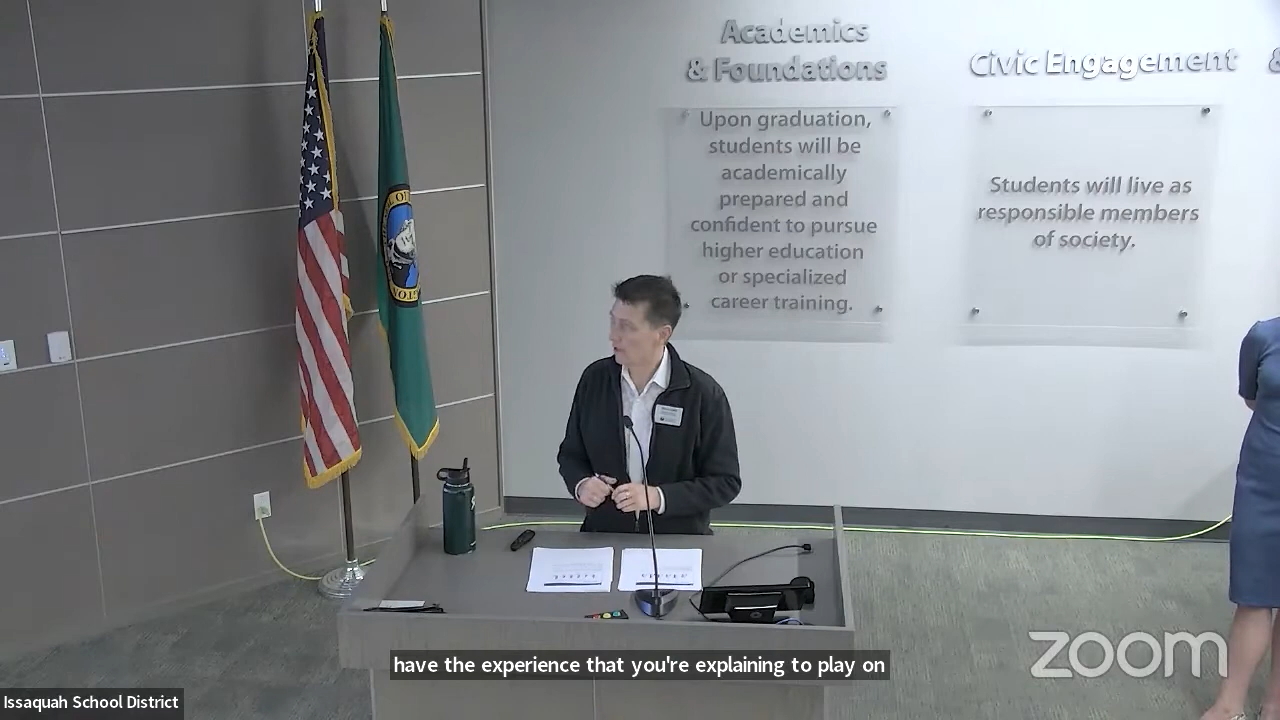 Academics
& Foundations
Upon graduation,
students will be
academically
prepared and
confident to pursue
higher education
or specialized
career training.
Civic Engagement
Students will live as
responsible members
of society.
&
zoom
have the experience that you're explaining to play on
Issaquah School District